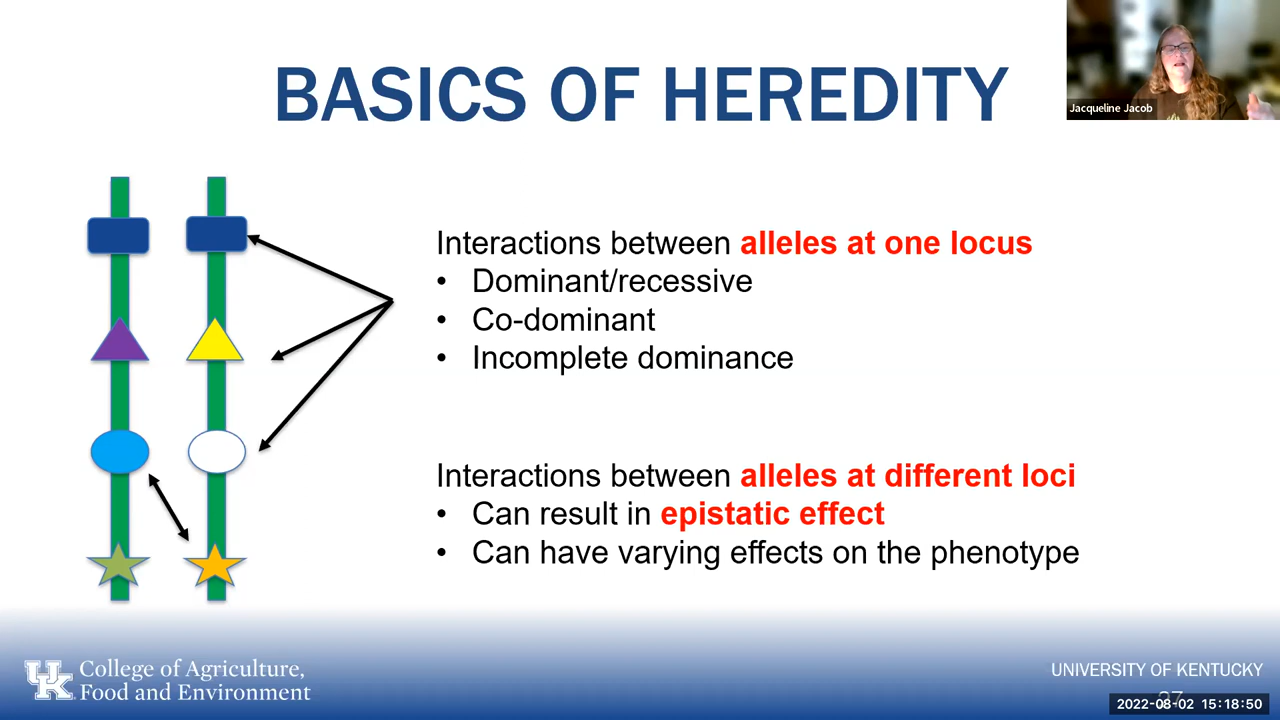 BASICS OF HEREDITY
Jacqueline Jacob
Interactions between alleles at one locus
• Dominant/recessive
• Co-dominant
• Incomplete dominance
Interactions between alleles at different loci
• Can result in epistatic effect
• Can have varying effects on the phenotype
UK
College of Agriculture,
Food and Environment
UNIVERSITY OF KENTUCKY
2022-08-02 15:18:50